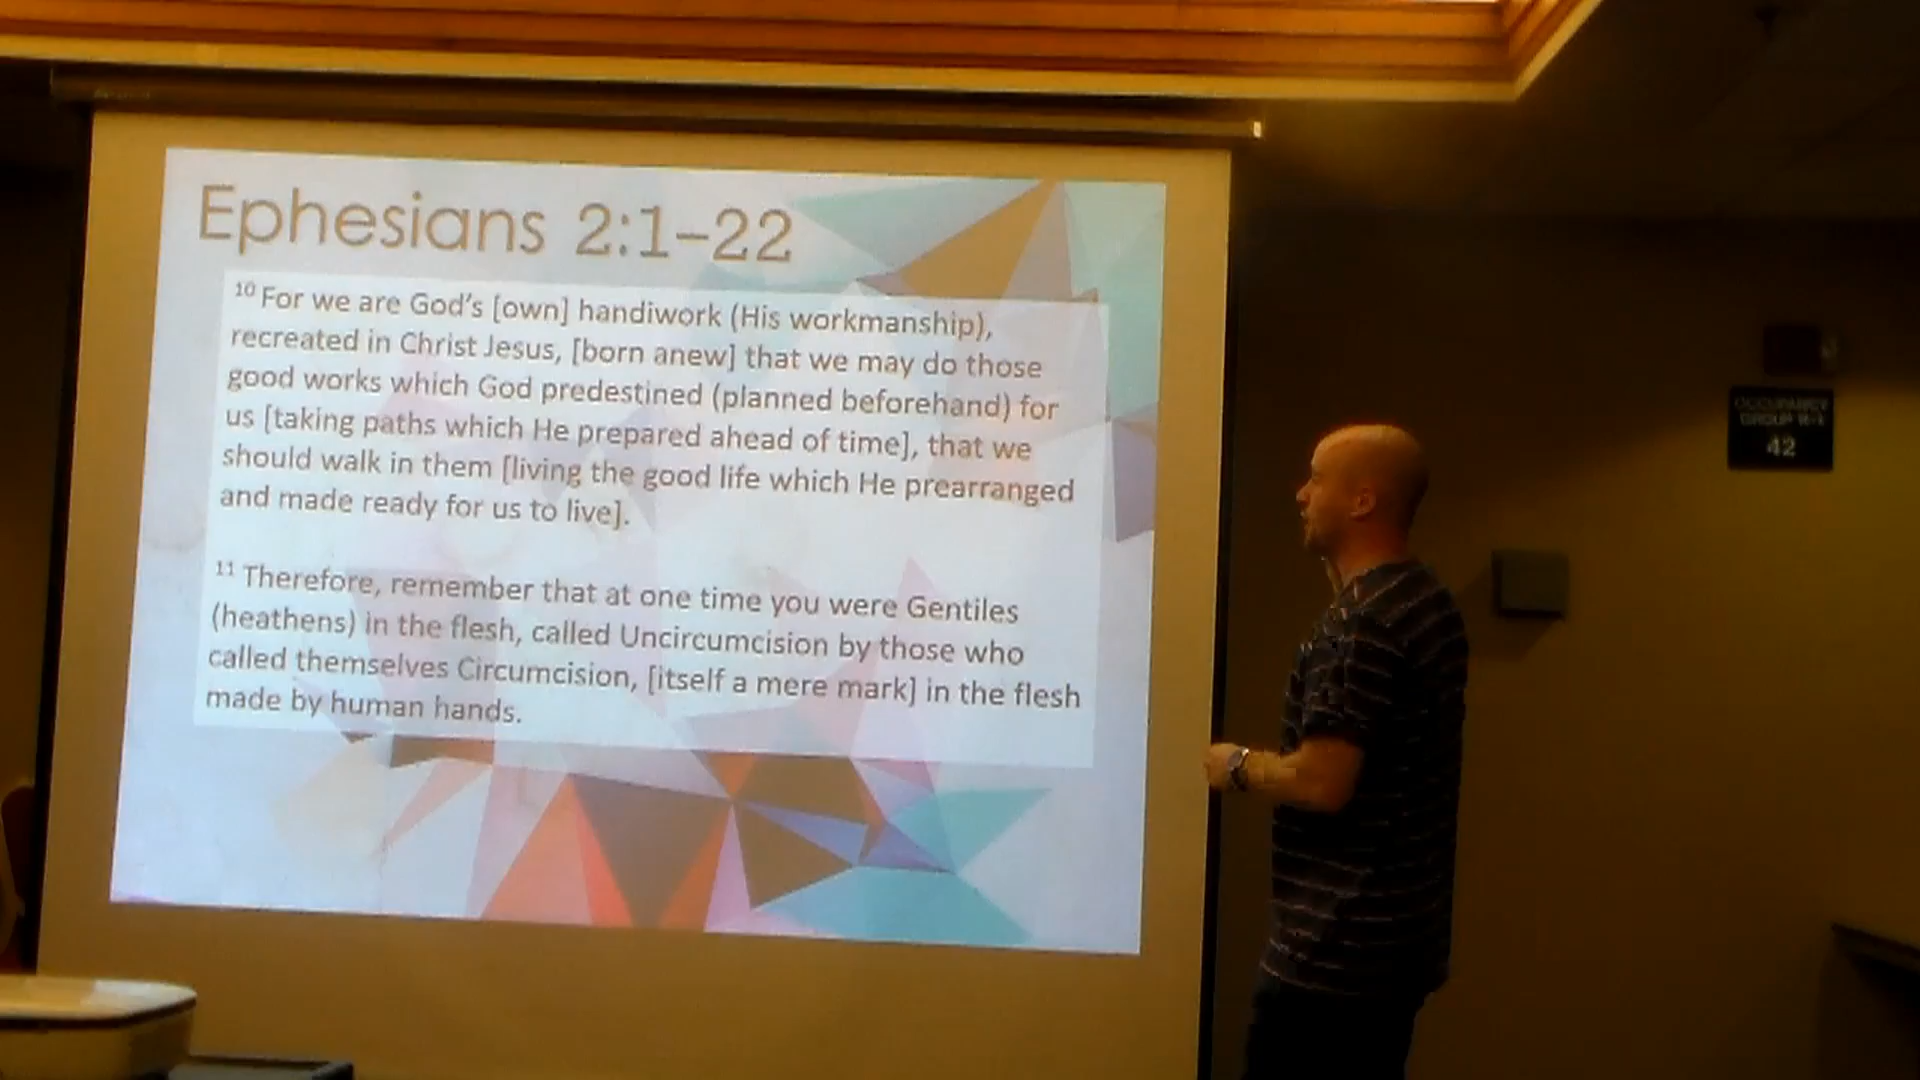 Ephesians 2:1–22
10 For we are God's [own] handiwork (His workmanship),
recreated in Christ Jesus, [born anew] that we may do those
good works which God predestined (planned beforehand) for
us [taking paths which He prepared ahead of time], that we
should walk in them [living the good life which He prearranged
and made ready for us to live].
11 Therefore, remember that at one time you were Gentiles
(heathens) in the flesh, called Uncircumcision by those who
called themselves Circumcision, [itself a mere mark] in the flesh
made by human hands.
OCCUPANCY
GROUP
42